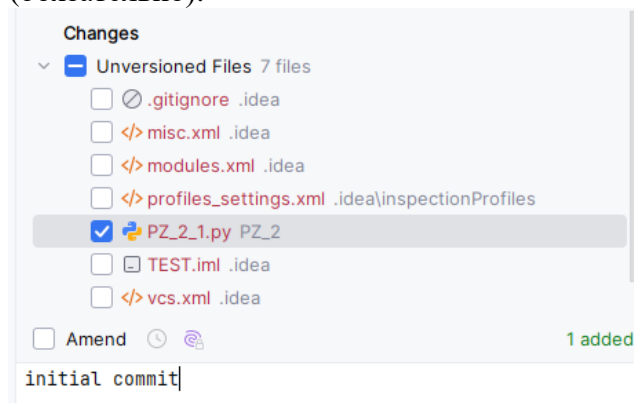 (обязательно).
Changes
Unversioned Files 7 files
.gitignore .idea
misc.xml .idea
modules.xml .idea
profiles_settings.xml .idea\inspectionProfiles
PZ_2_1.py PZ_2
TEST.iml .idea
vcs.xml .idea
Amend 1 added
initial commit